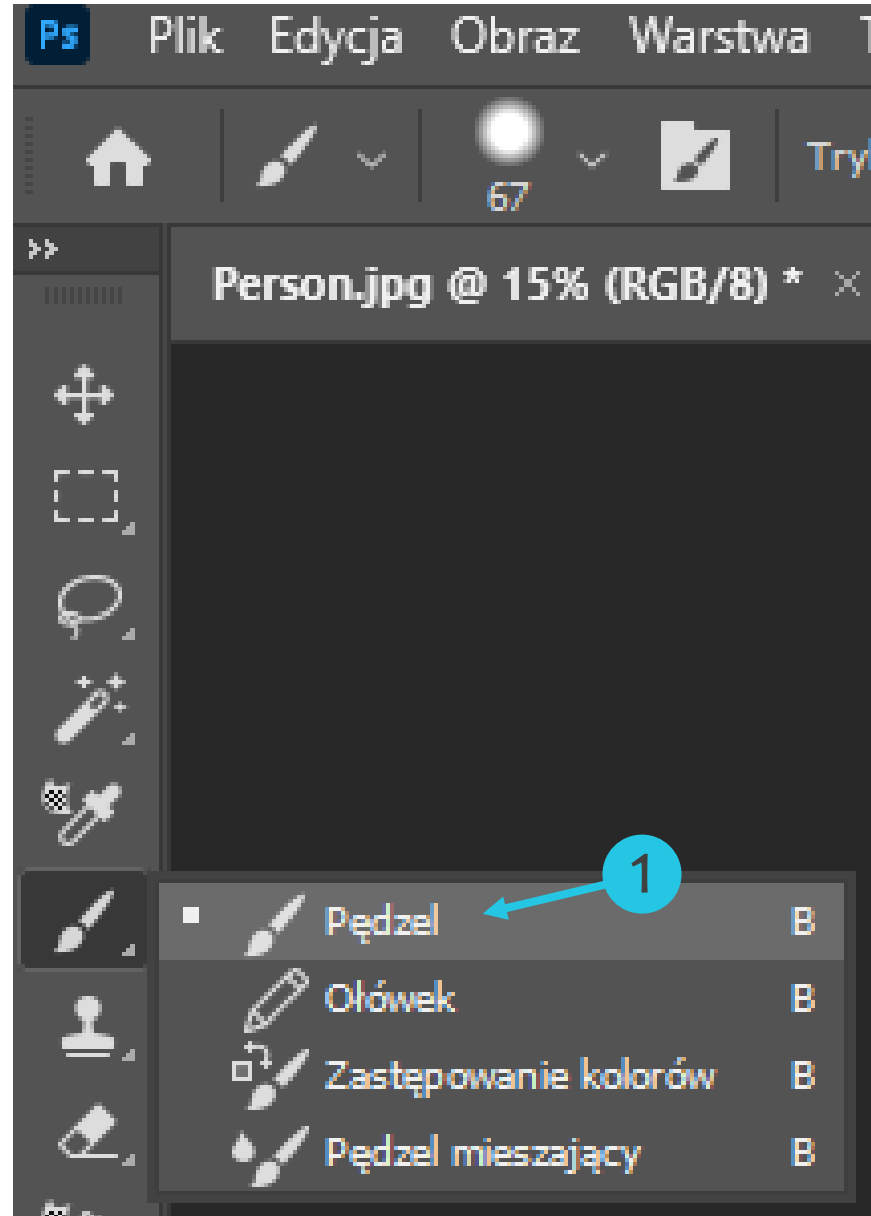 Ps Plik Edycja Obraz Warstwa
67
Person.jpg @ 15% (RGB/8) * ×
1
Pędzel B
Ołówek B
Zastępowanie kolorów B
Pędzel mieszający B